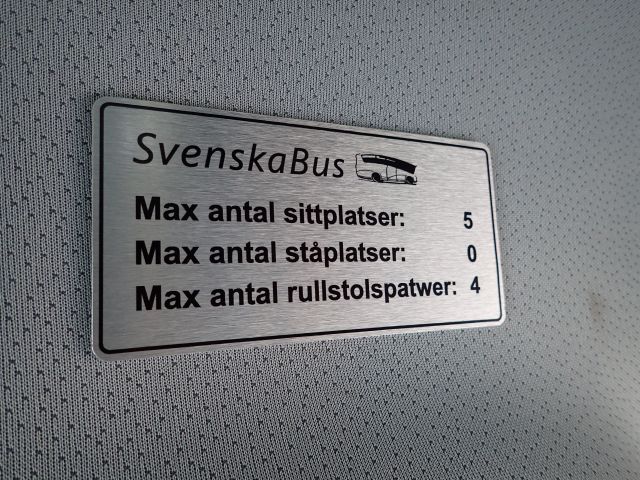 SvenskaBus
Max antal sittplatser: 5
Max antal ståplatser: 0
Max antal rullstolspatwer: 4